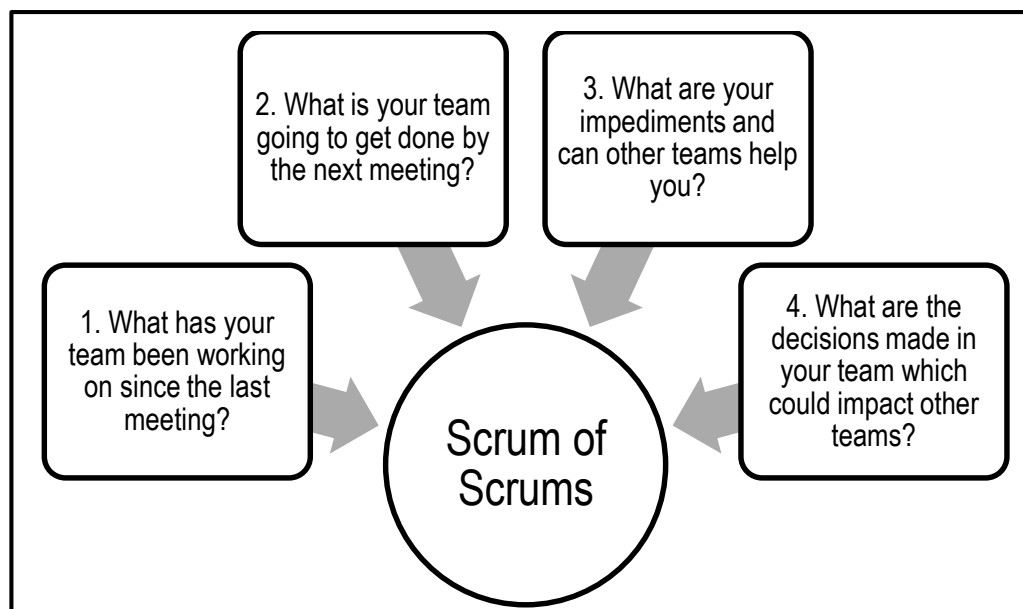 1. What has your
team been working
on since the last
meeting?
2. What is your team
going to get done by
the next meeting?
3. What are your
impediments and
can other teams help
you?
4. What are the
decisions made in
your team which
could impact other
teams?
Scrum of
Scrums